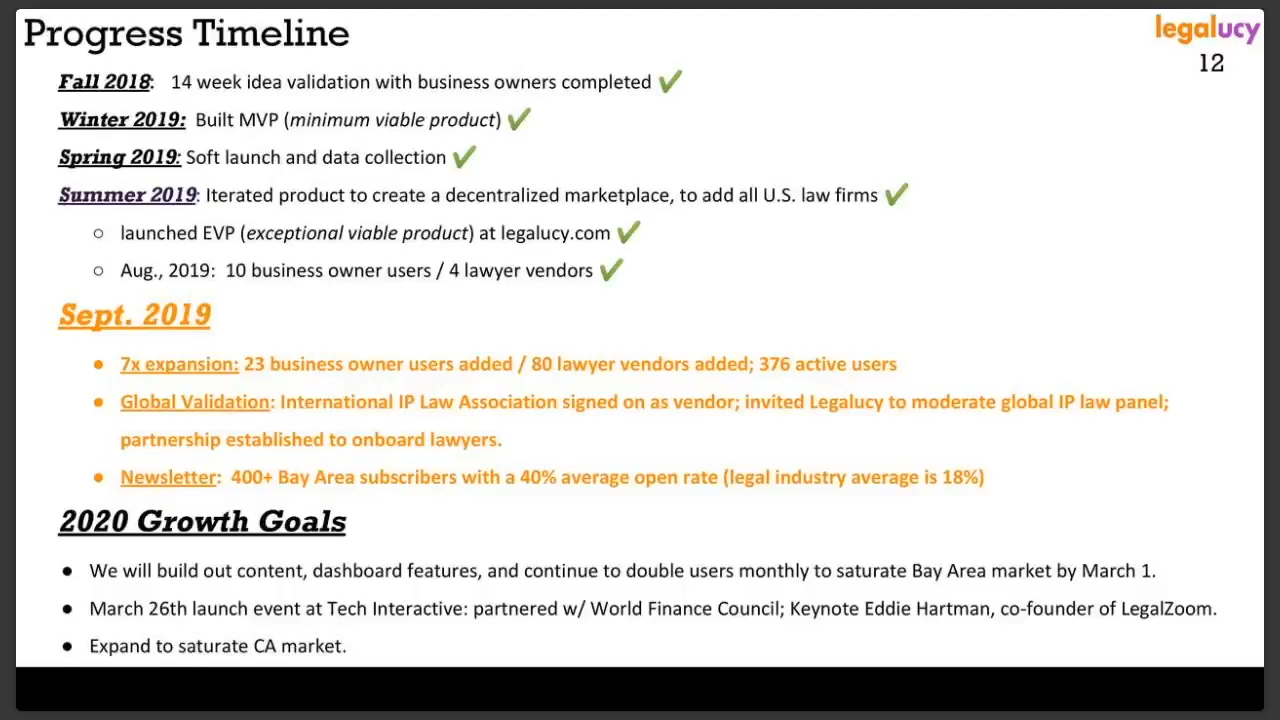 Progress Timeline
legalucy
12
Fall 2018: 14 week idea validation with business owners completed ✔
Winter 2019: Built MVP (minimum viable product) ✔
Spring 2019: Soft launch and data collection ✔
Summer 2019: Iterated product to create a decentralized marketplace, to add all U.S. law firms ✔
○ launched EVP (exceptional viable product) at legalucy.com ✔
○ Aug., 2019: 10 business owner users / 4 lawyer vendors ✔
Sept. 2019
● 7x expansion: 23 business owner users added / 80 lawyer vendors added; 376 active users
● Global Validation: International IP Law Association signed on as vendor; invited Legalucy to moderate global IP law panel;
partnership established to onboard lawyers.
● Newsletter: 400+ Bay Area subscribers with a 40% average open rate (legal industry average is 18%)
2020 Growth Goals
● We will build out content, dashboard features, and continue to double users monthly to saturate Bay Area market by March 1.
● March 26th launch event at Tech Interactive: partnered w/ World Finance Council; Keynote Eddie Hartman, co-founder of LegalZoom.
● Expand to saturate CA market.